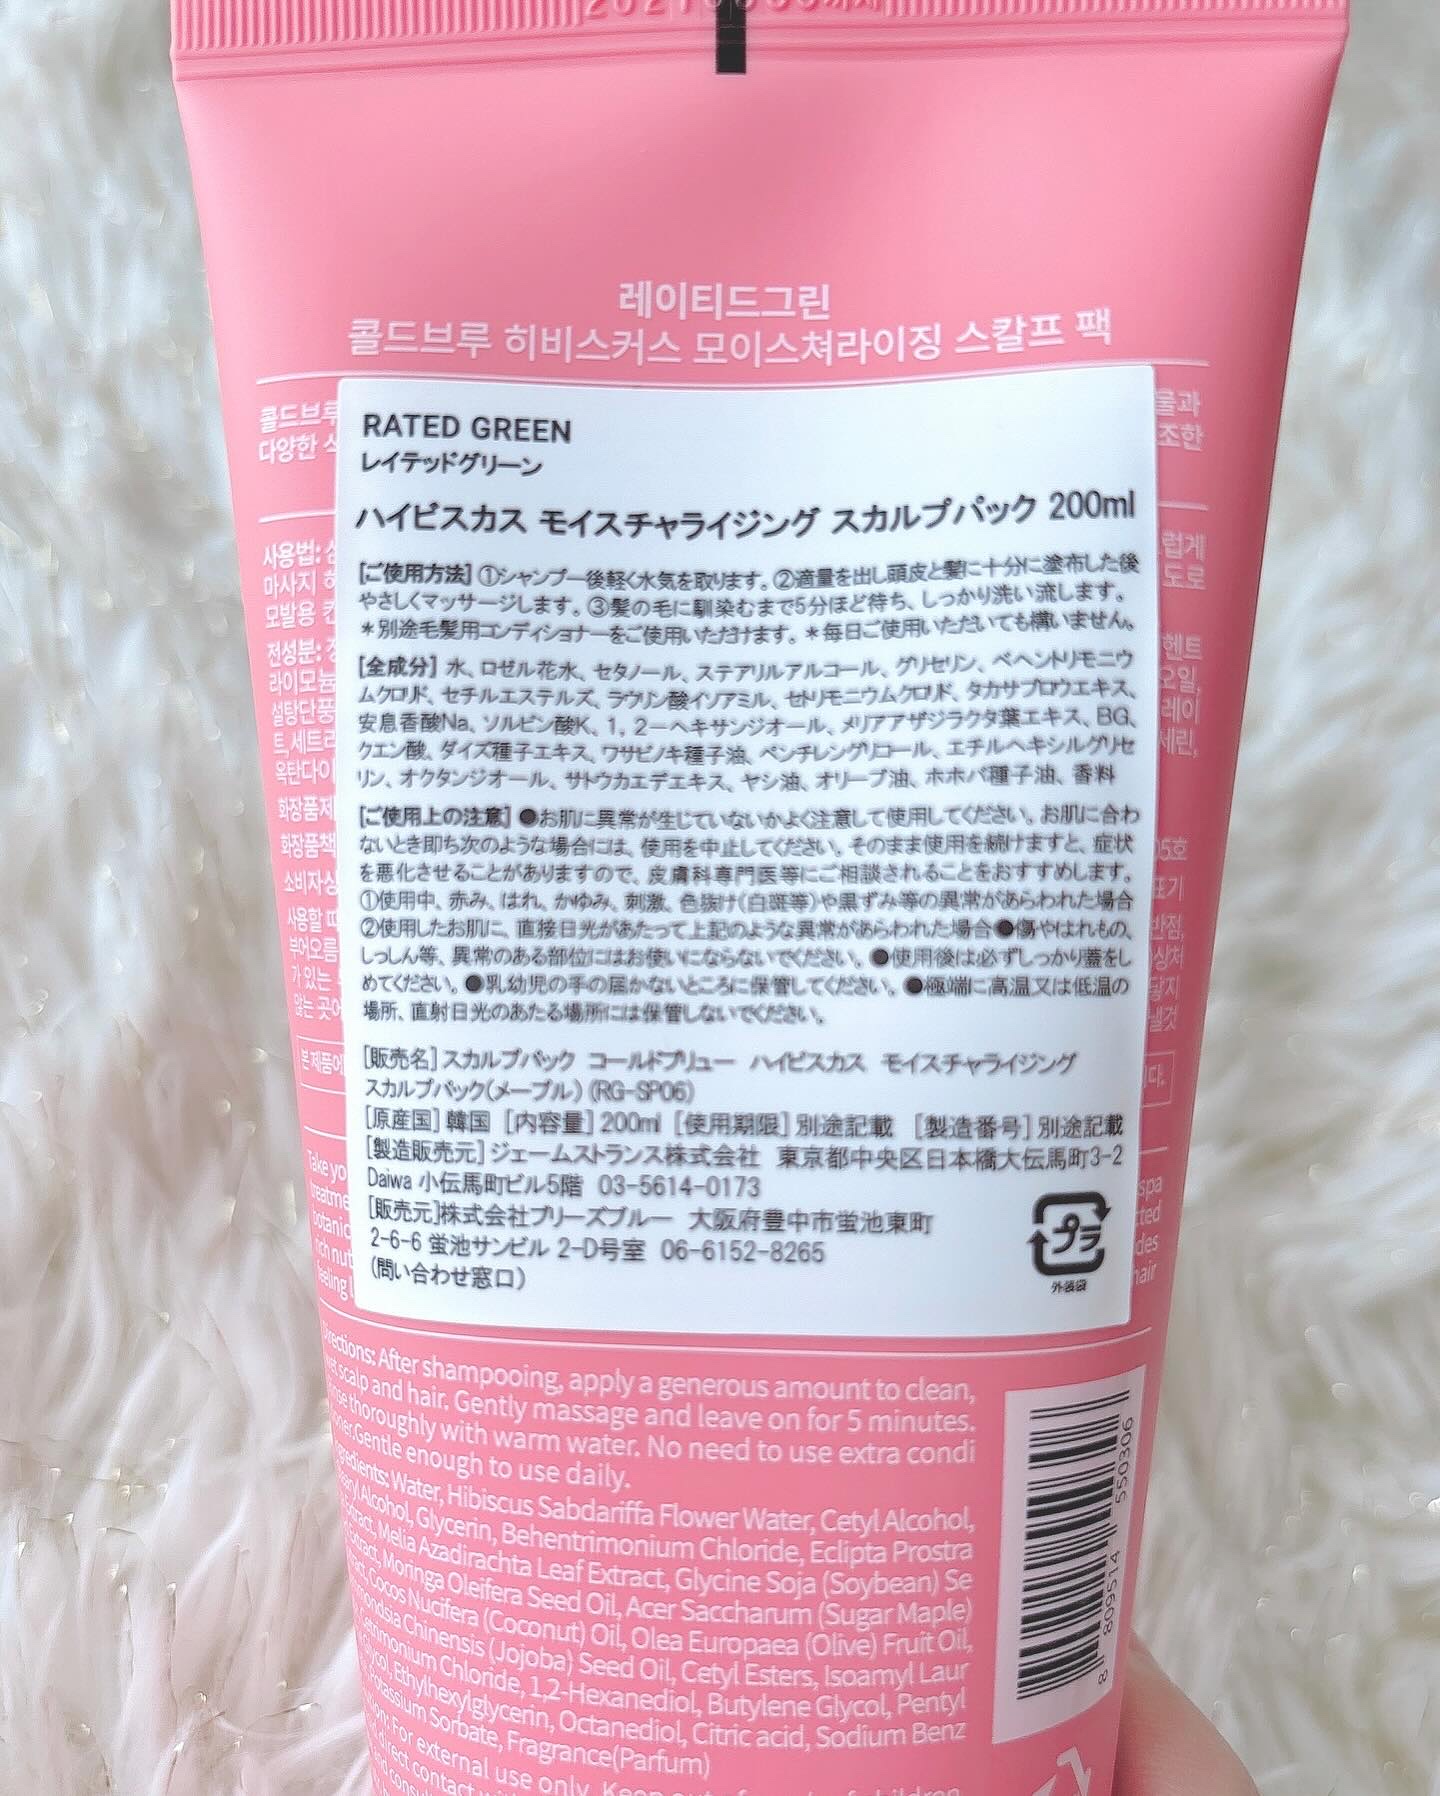 레이티드그린
콜드브루 히비스커스 모이스쳐라이징 스칼프 팩
콜드브루
물과
다양한
조한
RATED GREEN
レイテッドグリーン
ハイビスカス モイスチャライジング スカルプパック 200ml
[ご使用方法] ①シャンプー後軽く水気を取ります。②適量を出し頭皮と髪に十分に塗布した後
やさしくマッサージします。③髪の毛に馴染むまで5分ほど待ち、しっかり洗い流します。
＊別途毛髪用コンディショナーをご使用いただけます。＊毎日ご使用いただいても構いません。
[全成分] 水、ロゼル花水、セタノール、ステアリルアルコール、グリセリン、ベヘントリモニウ
ムクロリド、セチルエステルズ、ラウリン酸イソアミル、セトリモニウムクロリド、タカサブロウエキス、
安息香酸Na、ソルビン酸K、1, 2－ヘキサンジオール、メリアアザジラクタ葉エキス、BG、
クエン酸、ダイズ種子エキス、ワサビノキ種子油、ペンチレングリコール、エチルヘキシルグリセ
リン、オクタンジオール、サトウカエデエキス、ヤシ油、オリーブ油、ホホバ種子油、香料
[ご使用上の注意] ●お肌に異常が生じていないかよく注意して使用してください。お肌に合わ
ないとき即ち次のような場合には、使用を中止してください。そのまま使用を続けますと、症状
を悪化させることがありますので、皮膚科専門医等にご相談されることをおすすめします。
①使用中、赤み、はれ、かゆみ、刺激、色抜け(白斑等)や黒ずみ等の異常があらわれた場合
②使用したお肌に、直接日光があたって上記のような異常があらわれた場合●傷やはれもの、
しっしん等、異常のある部位にはお使いにならないでください。●使用後は必ずしっかり蓋をし
めてください。●乳幼児の手の届かないところに保管してください。●極端に高温又は低温の
場所、直射日光のあたる場所には保管しないでください。
[販売名] スカルプパック コールドブリュー ハイビスカス モイスチャライジング
スカルプパック(メープル) (RG-SP06)
[原産国] 韓国 [内容量] 200ml [使用期限] 別途記載 [製造番号] 別途記載
[製造販売元] ジェームストランス株式会社 東京都中央区日本橋大伝馬町3-2
Daiwa 小伝馬町ビル5階 03-5614-0173
[販売元]株式会社ブリーズブルー 大阪府豊中市蛍池東町
2-6-6 蛍池サンビル 2-D号室 06-6152-8265
(問い合わせ窓口)
プラ
外装袋
Directions: After shampooing, apply a generous amount to clean,
wet scalp and hair. Gently massage and leave on for 5 minutes.
thoroughly with warm water. No need to use extra condi
Gentle enough to use daily.
Water, Hibiscus Sabdariffa Flower Water, Cetyl Alcohol,
Alcohol, Glycerin, Behentrimonium Chloride, Eclipta Prostra
Extract, Melia Azadirachta Leaf Extract, Glycine Soja (Soybean) Se
Extract, Moringa Oleifera Seed Oil, Acer Saccharum (Sugar Maple)
Cocos Nucifera (Coconut) Oil, Olea Europaea (Olive) Fruit Oil,
Chinensis (Jojoba) Seed Oil, Cetyl Esters, Isoamyl Laur
Chloride, 1,2-Hexanediol, Butylene Glycol, Pentyl
Ethylhexylglycerin, Octanediol, Citric acid, Sodium Benz
Potassium Sorbate, Fragrance(Parfum)
For external use only. Keep out of reach of children
direct contact
8 809514 550306